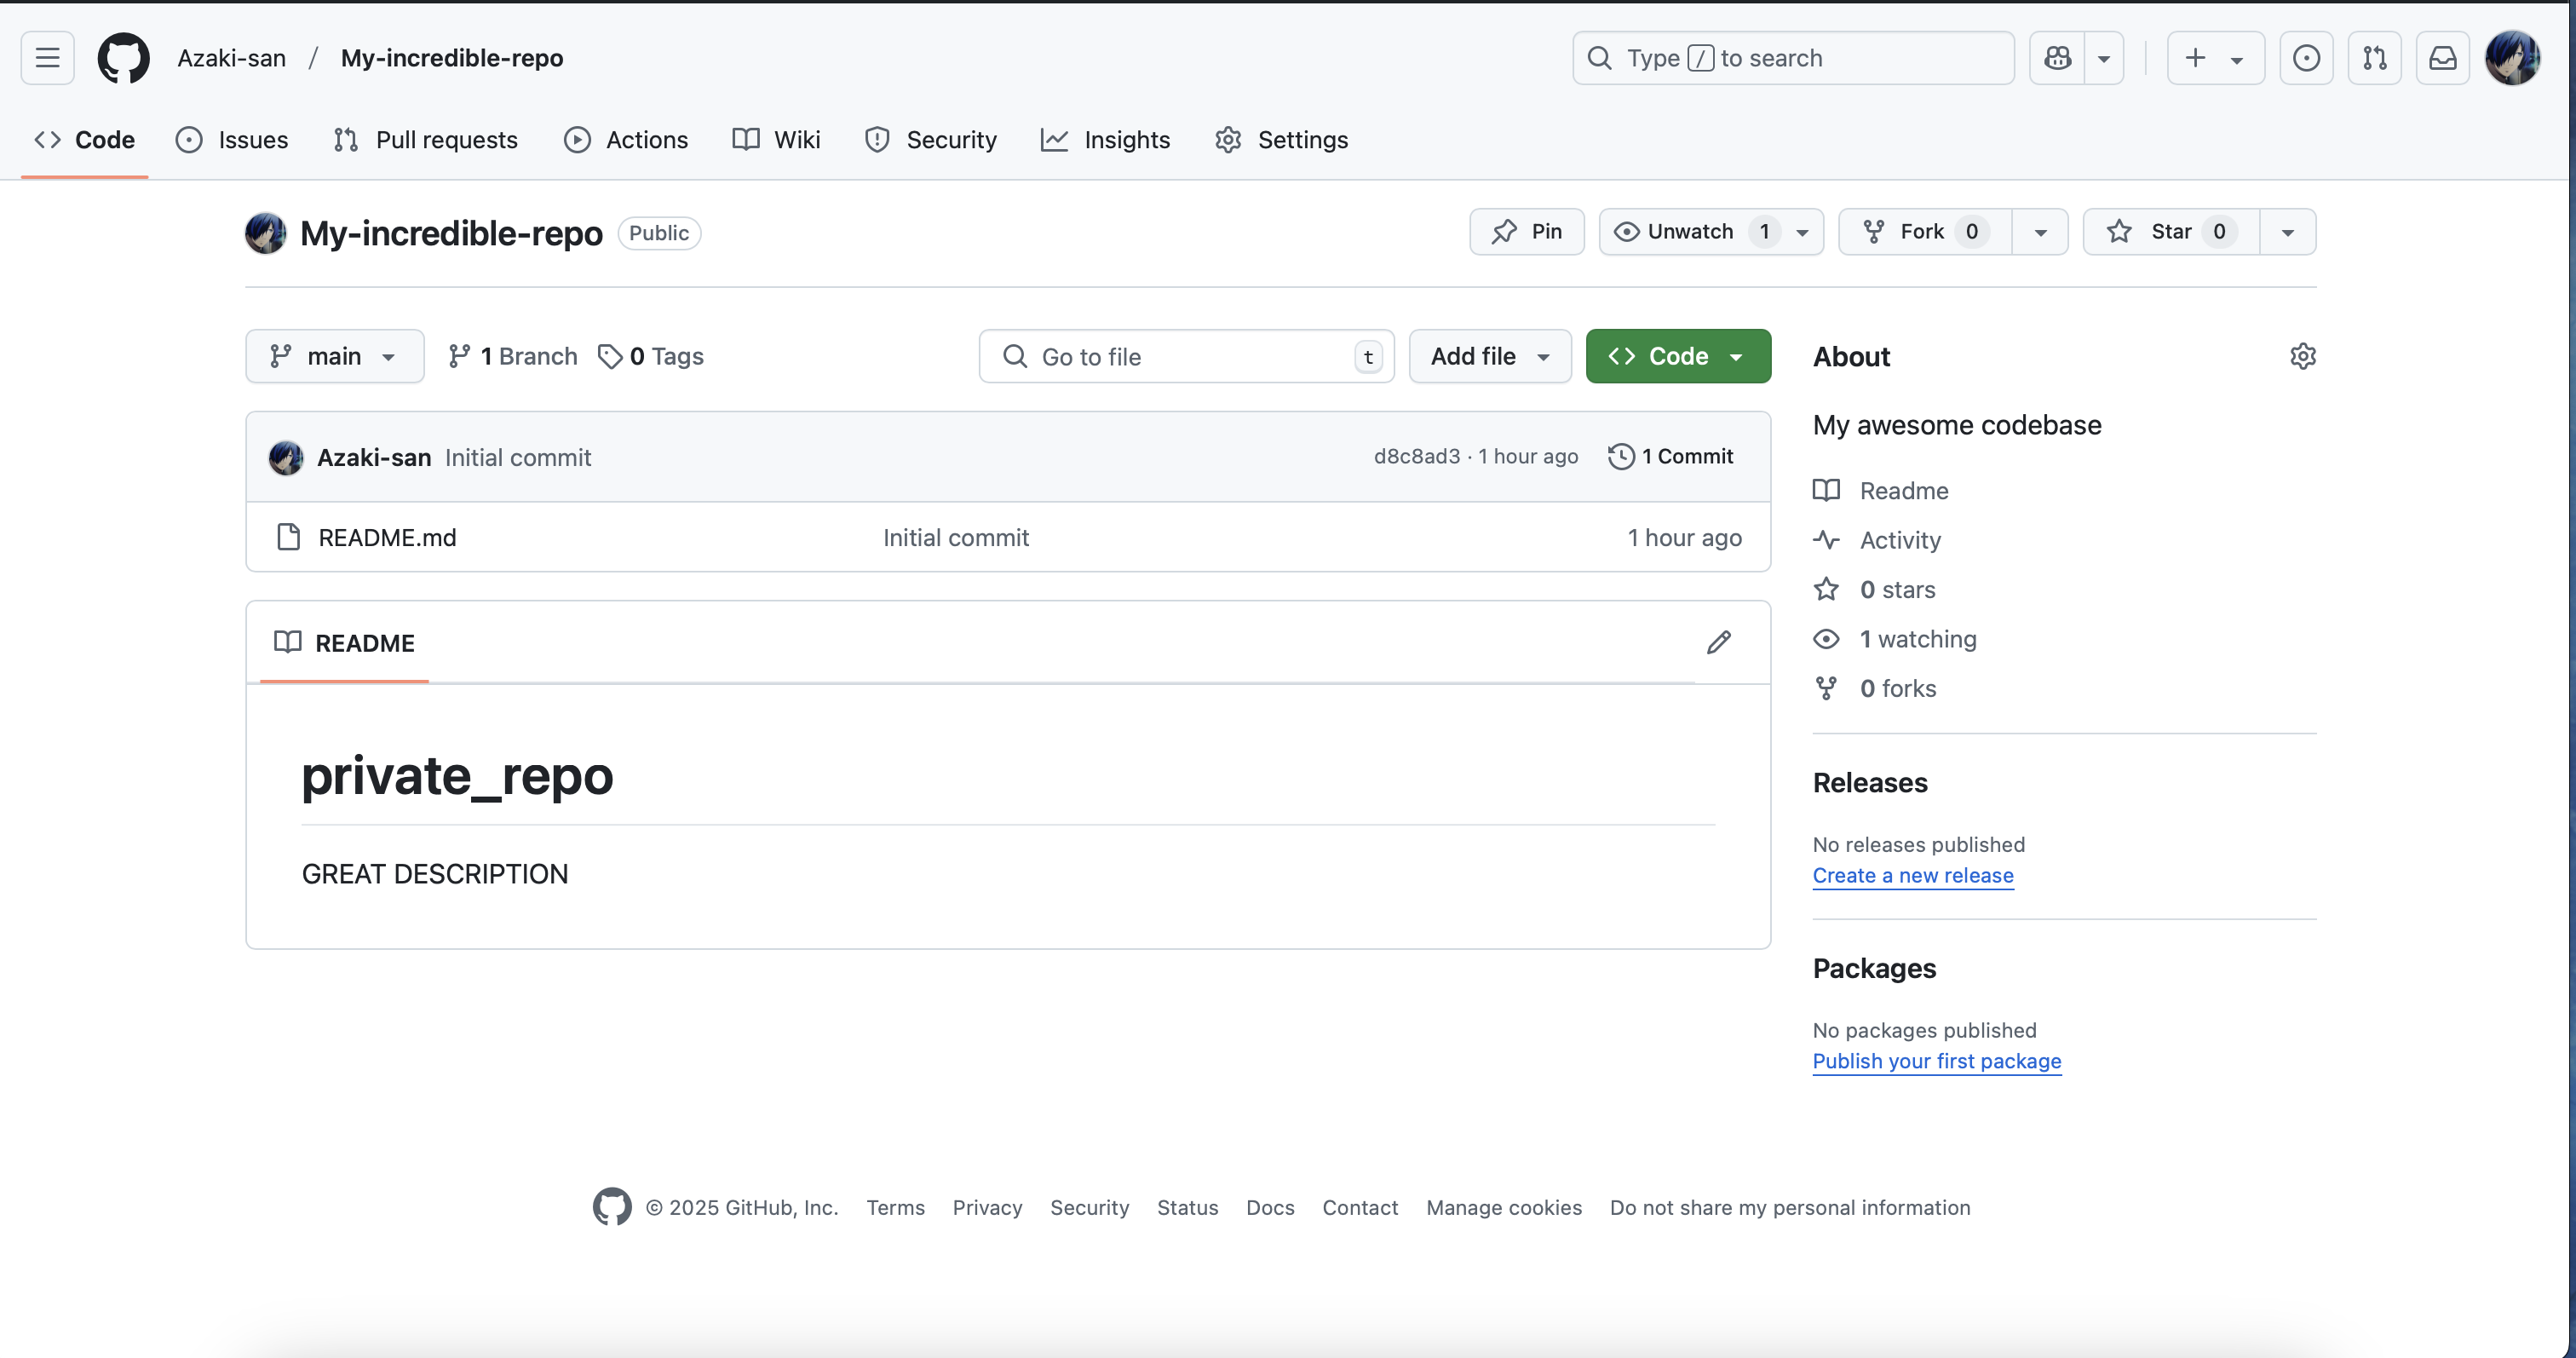 Azaki-san / My-incredible-repo
Type / to search
Code Issues Pull requests Actions Wiki Security Insights Settings
My-incredible-repo Public
Pin Unwatch 1 Fork 0 Star 0
main 1 Branch 0 Tags
Go to file t Add file Code
Azaki-san Initial commit d8c8ad3 · 1 hour ago 1 Commit
README.md Initial commit 1 hour ago
README
private_repo
GREAT DESCRIPTION
About
My awesome codebase
Readme
Activity
0 stars
1 watching
0 forks
Releases
No releases published
Create a new release
Packages
No packages published
Publish your first package
© 2025 GitHub, Inc. Terms Privacy Security Status Docs Contact Manage cookies Do not share my personal information